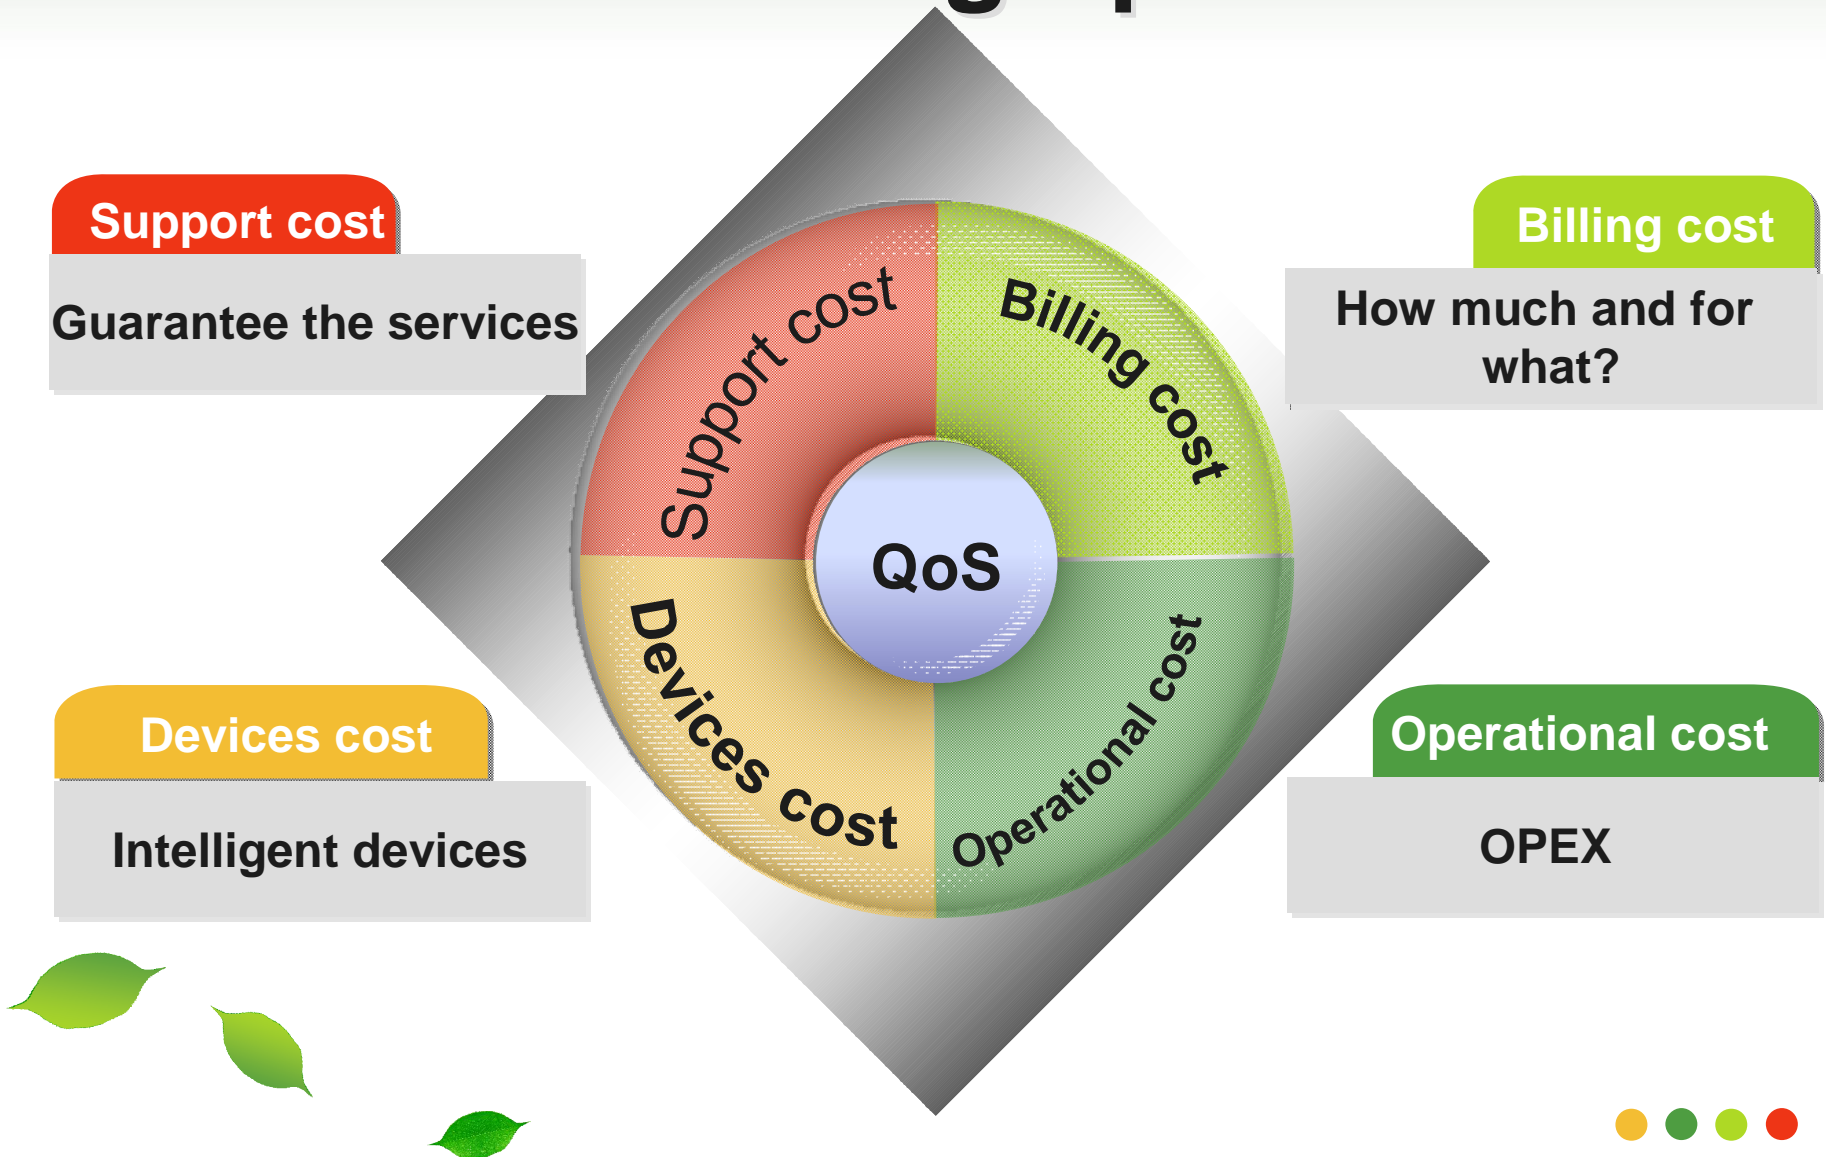 Support cost
Guarantee the services
Billing cost
How much and for
what?
Support cost
Billing cost
QoS
Devices cost
Operational cost
Devices cost
Intelligent devices
Operational cost
OPEX